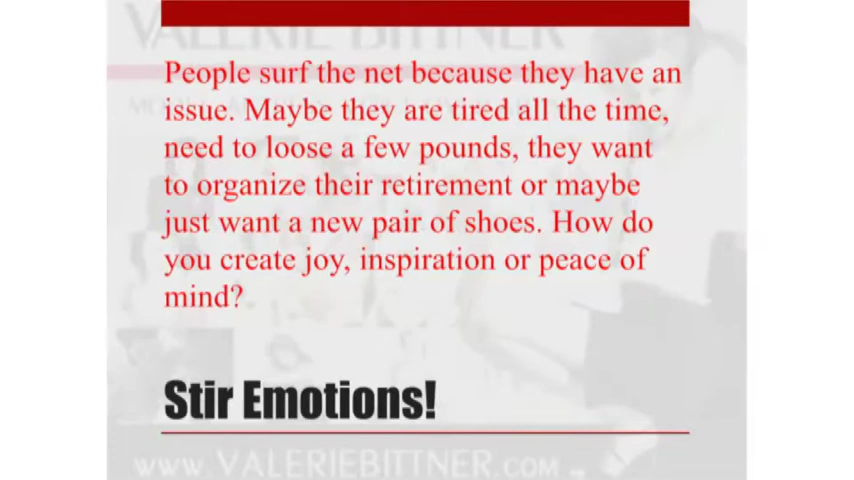 VALERIE BITTNER
People surf the net because they have an
issue. Maybe they are tired all the time,
need to loose a few pounds, they want
to organize their retirement or maybe
just want a new pair of shoes. How do
you create joy, inspiration or peace of
mind?
Stir Emotions!
www.VALERIEBITTNER.COM